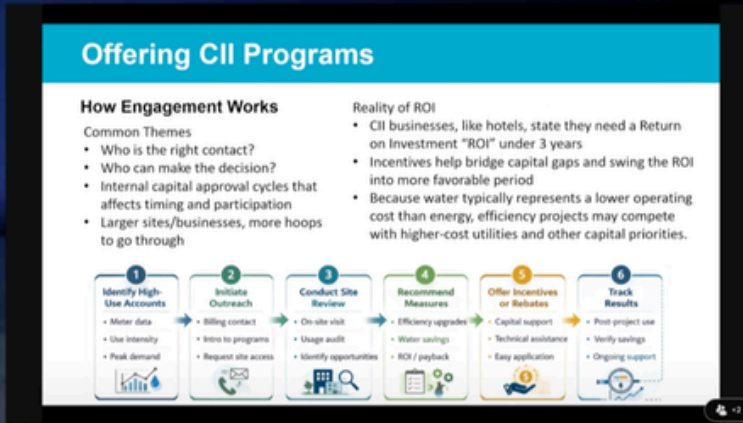 Offering CII Programs
How Engagement Works
Common Themes
• Who is the right contact?
• Who can make the decision?
• Internal capital approval cycles that
affects timing and participation
• Larger sites/businesses, more hoops
to go through
Reality of ROI
• CII businesses, like hotels, state they need a Return
on Investment “ROI” under 3 years
• Incentives help bridge capital gaps and swing the ROI
into more favorable period
• Because water typically represents a lower operating
cost than energy, efficiency projects may compete
with higher-cost utilities and other capital priorities.
1
Identify High-
Use Accounts
• Meter data
• Use intensity
• Peak demand
2
Initiate
Outreach
• Billing contact
• Intro to programs
• Request site access
3
Conduct Site
Review
• On-site visit
• Usage audit
• Identify opportunities
4
Recommend
Measures
• Efficiency upgrades
• Water savings
• ROI / payback
5
Offer Incentives
or Rebates
• Capital support
• Technical assistance
• Easy application
6
Track
Results
• Post-project use
• Verify savings
• Ongoing support
+2